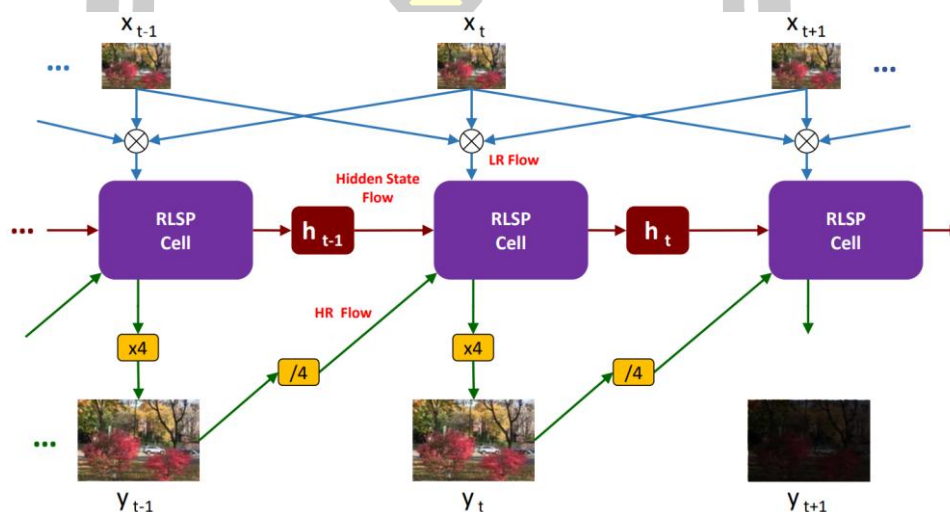 x t-1
x t
x t+1
...
...
LR Flow
Hidden State
Flow
RLSP
Cell
h t-1
RLSP
Cell
h t
RLSP
Cell
...
HR Flow
x4
/4
x4
/4
...
y t-1
y t
y t+1